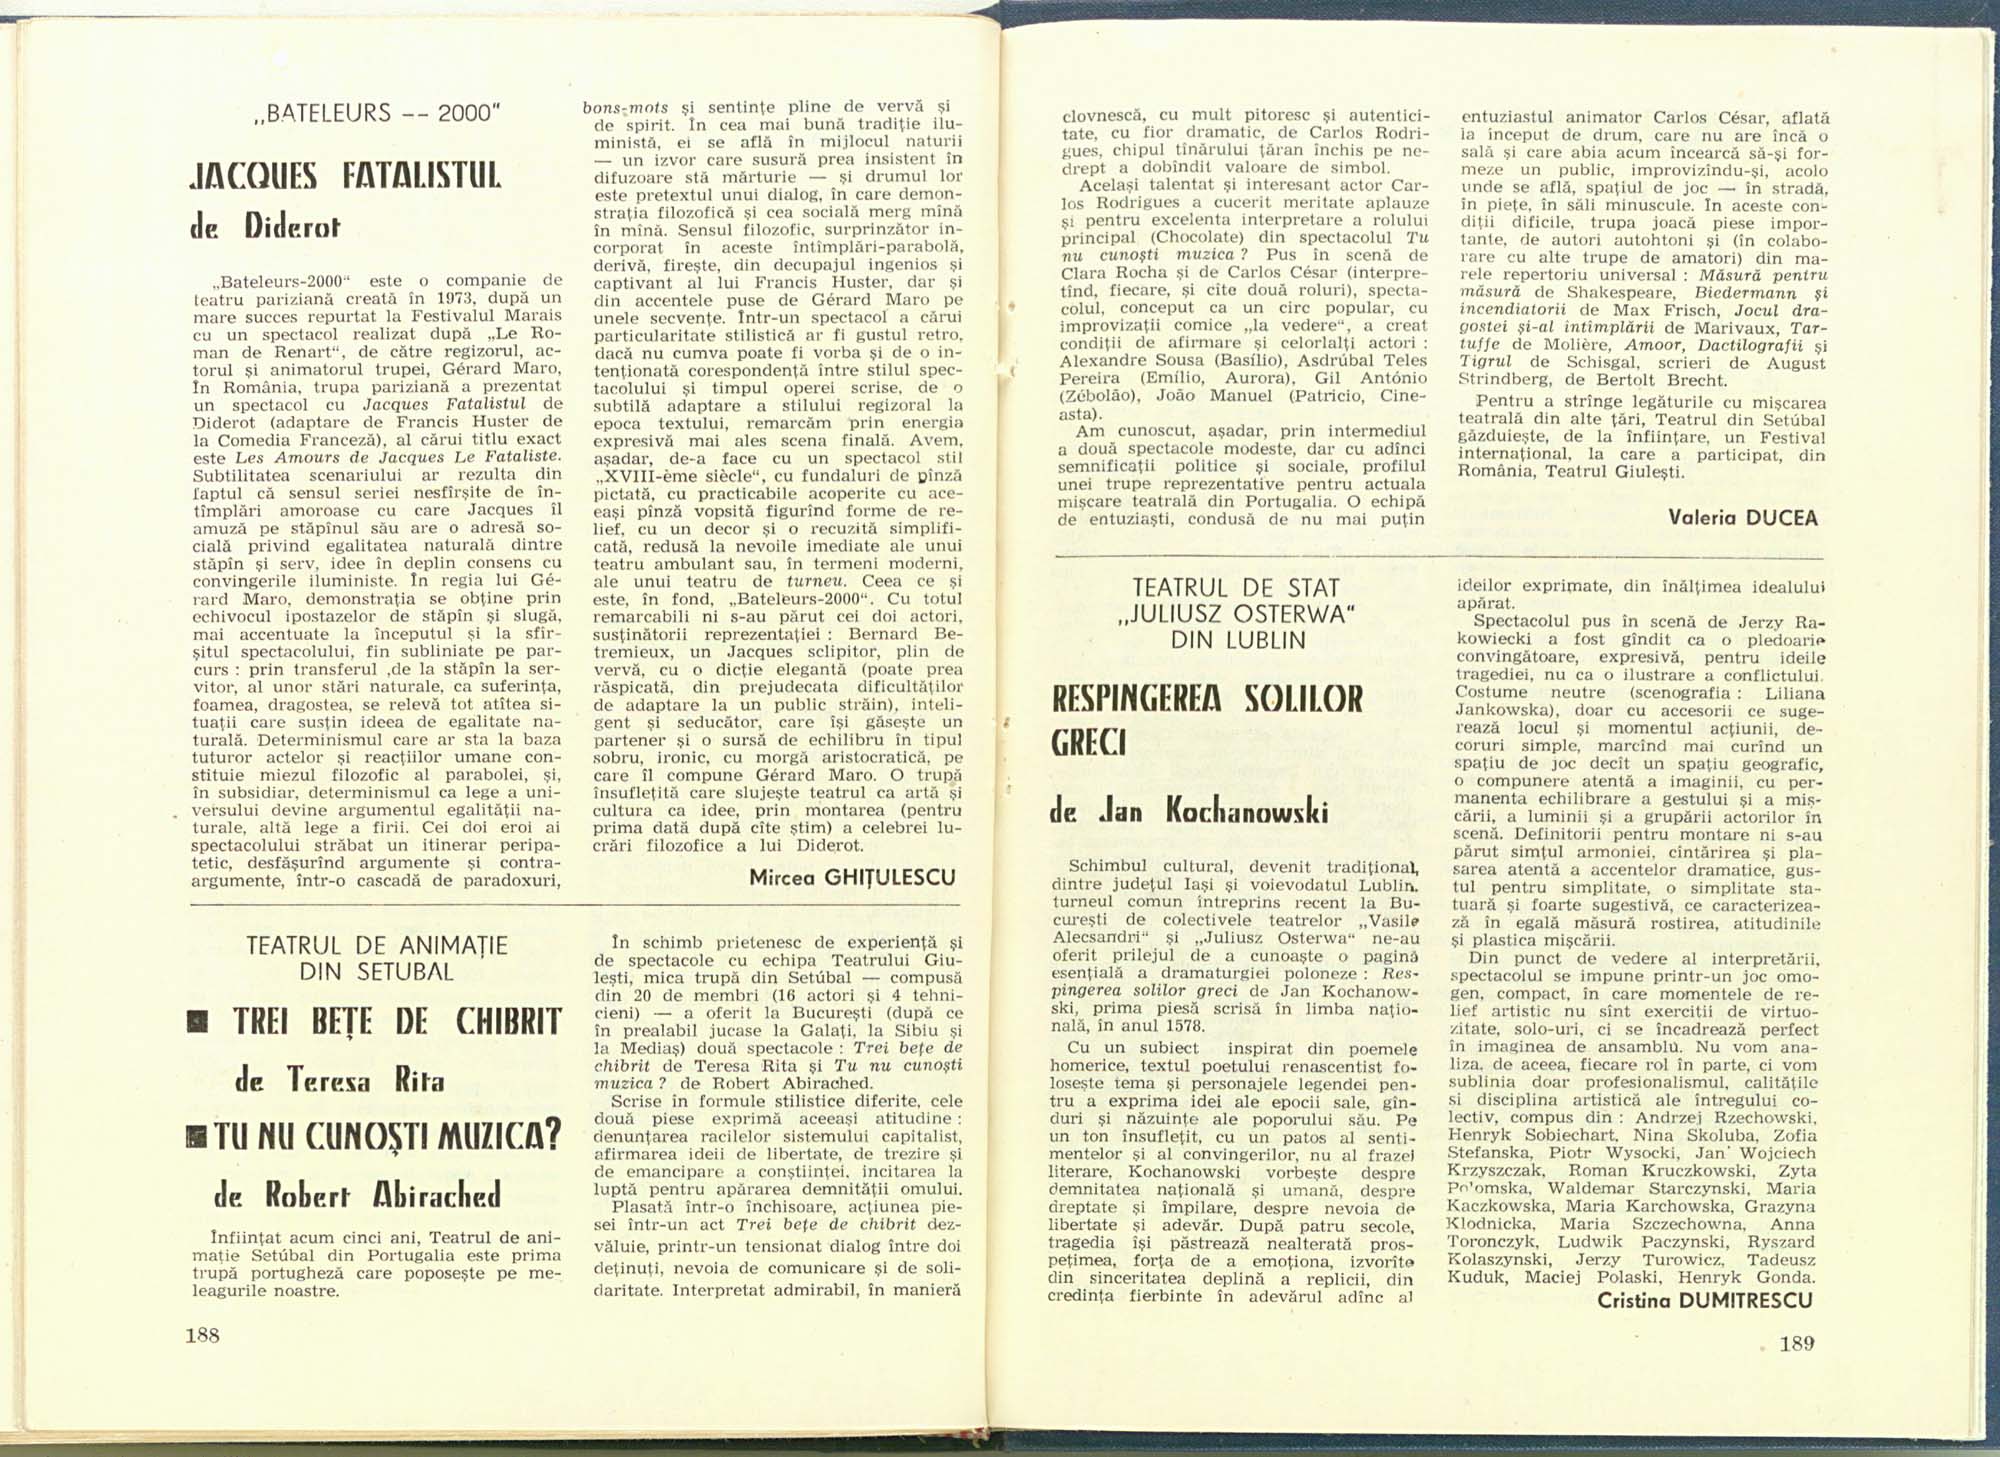 „BATELEURS -- 2000"
JACQUES FATALISTUL
de Diderot
„Bateleurs-2000“ este o companie de
teatru pariziană creată în 1973, după un
mare succes repurtat la Festivalul Marais
cu un spectacol realizat după „Le Ro-
man de Renart“, de către regizorul, ac-
torul și animatorul trupei, Gérard Maro,
În România, trupa pariziană a prezentat
un spectacol cu Jacques Fatalistul de
Diderot (adaptare de Francis Huster de
la Comedia Franceză), al cărui titlu exact
este Les Amours de Jacques Le Fataliste.
Subtilitatea scenariului ar rezulta din
faptul că sensul seriei nesfîrșite de în-
tîmplări amoroase cu care Jacques îl
amuză pe stăpînul său are o adresă so-
cială privind egalitatea naturală dintre
stăpîn și serv, idee în deplin consens cu
convingerile iluministe. În regia lui Gé-
rard Maro, demonstrația se obține prin
echivocul ipostazelor de stăpîn și slugă,
mai accentuate la începutul și la sfîr-
șitul spectacolului, fin subliniate pe par-
curs : prin transferul ,de la stăpîn la ser-
vitor, al unor stări naturale, ca suferința,
foamea, dragostea, se relevă tot atîtea si-
tuații care susțin ideea de egalitate na-
turală. Determinismul care ar sta la baza
tuturor actelor și reacțiilor umane con-
stituie miezul filozofic al parabolei, și,
în subsidiar, determinismul ca lege a uni-
versului devine argumentul egalității na-
turale, altă lege a firii. Cei doi eroi ai
spectacolului străbat un itinerar peripa-
tetic, desfășurînd argumente și contra-
argumente, într-o cascadă de paradoxuri,
bons-mots și sentințe pline de vervă și
de spirit. În cea mai bună tradiție ilu-
ministă, ei se află în mijlocul naturii
— un izvor care susură prea insistent în
difuzoare stă mărturie — și drumul lor
este pretextul unui dialog, în care demon-
strația filozofică și cea socială merg mînă
în mînă. Sensul filozofic, surprinzător în-
corporat în aceste întîmplări-parabolă,
derivă, firește, din decupajul ingenios și
captivant al lui Francis Huster, dar și
din accentele puse de Gérard Maro pe
unele secvențe. Într-un spectacol a cărui
particularitate stilistică ar fi gustul retro,
dacă nu cumva poate fi vorba și de o in-
tenționată corespondență între stilul spec-
tacolului și timpul operei scrise, de o
subtilă adaptare a stilului regizoral la
epoca textului, remarcăm prin energia
expresivă mai ales scena finală. Avem,
așadar, de-a face cu un spectacol stil
„XVIII-ème siècle“, cu fundaluri de pînză
pictată, cu practicabile acoperite cu ace-
eași pînză vopsită figurînd forme de re-
lief, cu un decor și o recuzită simplifi-
cată, redusă la nevoile imediate ale unui
teatru ambulant sau, în termeni moderni,
ale unui teatru de turneu. Ceea ce și
este, în fond, „Bateleurs-2000“. Cu totul
remarcabili ni s-au părut cei doi actori,
susținătorii reprezentației : Bernard Be-
tremieux, un Jacques sclipitor, plin de
vervă, cu o dicție elegantă (poate prea
răspicată, din prejudecata dificultăților
de adaptare la un public străin), inteli-
gent și seducător, care își găsește un
partener și o sursă de echilibru în tipul
sobru, ironic, cu morgă aristocratică, pe
care îl compune Gérard Maro. O trupă
însuflețită care slujește teatrul ca artă și
cultura ca idee, prin montarea (pentru
prima dată după cîte știm) a celebrei lu-
crări filozofice a lui Diderot.
Mircea GHIȚULESCU
TEATRUL DE ANIMAȚIE
DIN SETUBAL
■ TREI BEȚE DE CHIBRIT
de Teresa Rita
■ TU NU CUNOȘTI MUZICA?
de Robert Abirached
Înființat acum cinci ani, Teatrul de ani-
mație Setúbal din Portugalia este prima
trupă portugheză care poposește pe me-
leagurile noastre.
În schimb prietenesc de experiență și
de spectacole cu echipa Teatrului Giu-
lești, mica trupă din Setúbal — compusă
din 20 de membri (16 actori și 4 tehni-
cieni) — a oferit la București (după ce
în prealabil jucase la Galați, la Sibiu și
la Mediaș) două spectacole : Trei bețe de
chibrit de Teresa Rita și Tu nu cunoști
muzica ? de Robert Abirached.
Scrise în formule stilistice diferite, cele
două piese exprimă aceeași atitudine :
denunțarea racilelor sistemului capitalist,
afirmarea ideii de libertate, de trezire și
de emancipare a conștiinței, incitarea la
luptă pentru apărarea demnității omului.
Plasată într-o închisoare, acțiunea pie-
sei într-un act Trei bețe de chibrit dez-
văluie, printr-un tensionat dialog între doi
deținuți, nevoia de comunicare și de soli-
daritate. Interpretat admirabil, în manieră
188
clovnescă, cu mult pitoresc și autentici-
tate, cu fior dramatic, de Carlos Rodri-
gues, chipul tînărului țăran închis pe ne-
drept a dobîndit valoare de simbol.
Același talentat și interesant actor Car-
los Rodrigues a cucerit meritate aplauze
și pentru excelenta interpretare a rolului
principal (Chocolate) din spectacolul Tu
nu cunoști muzica ? Pus în scenă de
Clara Rocha și de Carlos César (interpre-
tînd, fiecare, și cîte două roluri), specta-
colul, conceput ca un circ popular, cu
improvizații comice „la vedere“, a creat
condiții de afirmare și celorlalți actori :
Alexandre Sousa (Basílio), Asdrúbal Teles
Pereira (Emílio, Aurora), Gil António
(Zébolão), João Manuel (Patricio, Cine-
asta).
Am cunoscut, așadar, prin intermediul
a două spectacole modeste, dar cu adînci
semnificații politice și sociale, profilul
unei trupe reprezentative pentru actuala
mișcare teatrală din Portugalia. O echipă
de entuziaști, condusă de nu mai puțin
entuziastul animator Carlos César, aflată
la început de drum, care nu are încă o
sală și care abia acum încearcă să-și for-
meze un public, improvizîndu-și, acolo
unde se află, spațiul de joc — în stradă,
în piețe, în săli minuscule. În aceste con-
diții dificile, trupa joacă piese impor-
tante, de autori autohtoni și (în colabo-
rare cu alte trupe de amatori) din ma-
rele repertoriu universal : Măsură pentru
măsură de Shakespeare, Biedermann și
incendiatorii de Max Frisch, Jocul dra-
gostei și-al întîmplării de Marivaux, Tar-
tuffe de Molière, Amoor, Dactilografii și
Tigrul de Schisgal, scrieri de August
Strindberg, de Bertolt Brecht.
Pentru a strînge legăturile cu mișcarea
teatrală din alte țări, Teatrul din Setúbal
găzduiește, de la înființare, un Festival
internațional, la care a participat, din
România, Teatrul Giulești.
Valeria DUCEA
TEATRUL DE STAT
„JULIUSZ OSTERWA"
DIN LUBLIN
RESPINGEREA SOLILOR
GRECI
de Jan Kochanowski
Schimbul cultural, devenit tradițional,
dintre județul Iași și voievodatul Lublin,
turneul comun întreprins recent la Bu-
curești de colectivele teatrelor „Vasile
Alecsandri“ și „Juliusz Osterwa“ ne-au
oferit prilejul de a cunoaște o pagină
esențială a dramaturgiei poloneze : Res-
pingerea solilor greci de Jan Kochanow-
ski, prima piesă scrisă în limba națio-
nală, în anul 1578.
Cu un subiect inspirat din poemele
homerice, textul poetului renascentist fo-
losește tema și personajele legendei pen-
tru a exprima idei ale epocii sale, gîn-
duri și năzuințe ale poporului său. Pe
un ton însuflețit, cu un patos al senti-
mentelor și al convingerilor, nu al frazei
literare, Kochanowski vorbește despre
demnitatea națională și umană, despre
dreptate și împilare, despre nevoia de
libertate și adevăr. După patru secole,
tragedia își păstrează nealterată pros-
pețimea, forța de a emoționa, izvorîte
din sinceritatea deplină a replicii, din
credința fierbinte în adevărul adînc al
ideilor exprimate, din înălțimea idealului
apărat.
Spectacolul pus în scenă de Jerzy Ra-
kowiecki a fost gîndit ca o pledoarie
convingătoare, expresivă, pentru ideile
tragediei, nu ca o ilustrare a conflictului.
Costume neutre (scenografia : Liliana
Jankowska), doar cu accesorii ce suge-
rează locul și momentul acțiunii, de-
coruri simple, marcînd mai curînd un
spațiu de joc decît un spațiu geografic,
o compunere atentă a imaginii, cu per-
manenta echilibrare a gestului și a miș-
cării, a luminii și a grupării actorilor în
scenă. Definitorii pentru montare ni s-au
părut simțul armoniei, cîntărirea și pla-
sarea atentă a accentelor dramatice, gus-
tul pentru simplitate, o simplitate sta-
tuară și foarte sugestivă, ce caracterizea-
ză în egală măsură rostirea, atitudinile
și plastica mișcării.
Din punct de vedere al interpretării,
spectacolul se impune printr-un joc omo-
gen, compact, în care momentele de re-
lief artistic nu sînt exerciții de virtuo-
zitate, solo-uri, ci se încadrează perfect
în imaginea de ansamblu. Nu vom ana-
liza, de aceea, fiecare rol în parte, ci vom
sublinia doar profesionalismul, calitățile
și disciplina artistică ale întregului co-
lectiv, compus din : Andrzej Rzechowski,
Henryk Sobiechart, Nina Skoluba, Zofia
Stefanska, Piotr Wysocki, Jan Wojciech
Krzyszczak, Roman Kruczkowski, Zyta
Po'omska, Waldemar Starczynski, Maria
Kaczkowska, Maria Karchowska, Grazyna
Klodnicka, Maria Szczechowna, Anna
Toronczyk, Ludwik Paczynski, Ryszard
Kolaszynski, Jerzy Turowicz, Tadeusz
Kuduk, Maciej Polaski, Henryk Gonda.
Cristina DUMITRESCU
189